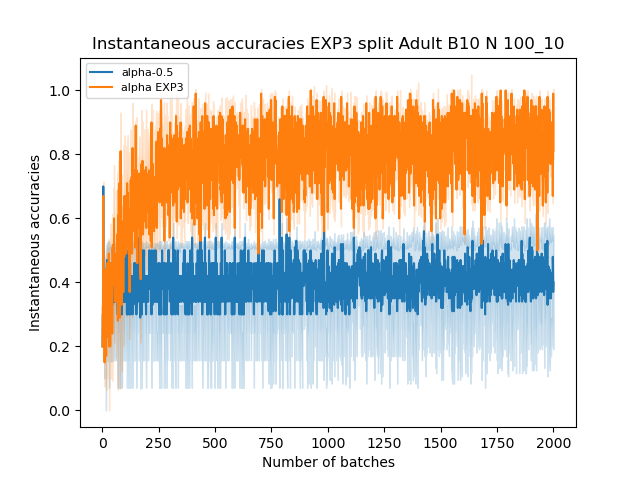 Instantaneous accuracies EXP3 split Adult B10 N 100_10
alpha-0.5
alpha EXP3
Instantaneous accuracies
1.0
0.8
0.6
0.4
0.2
0.0
0 250 500 750 1000 1250 1500 1750 2000
Number of batches